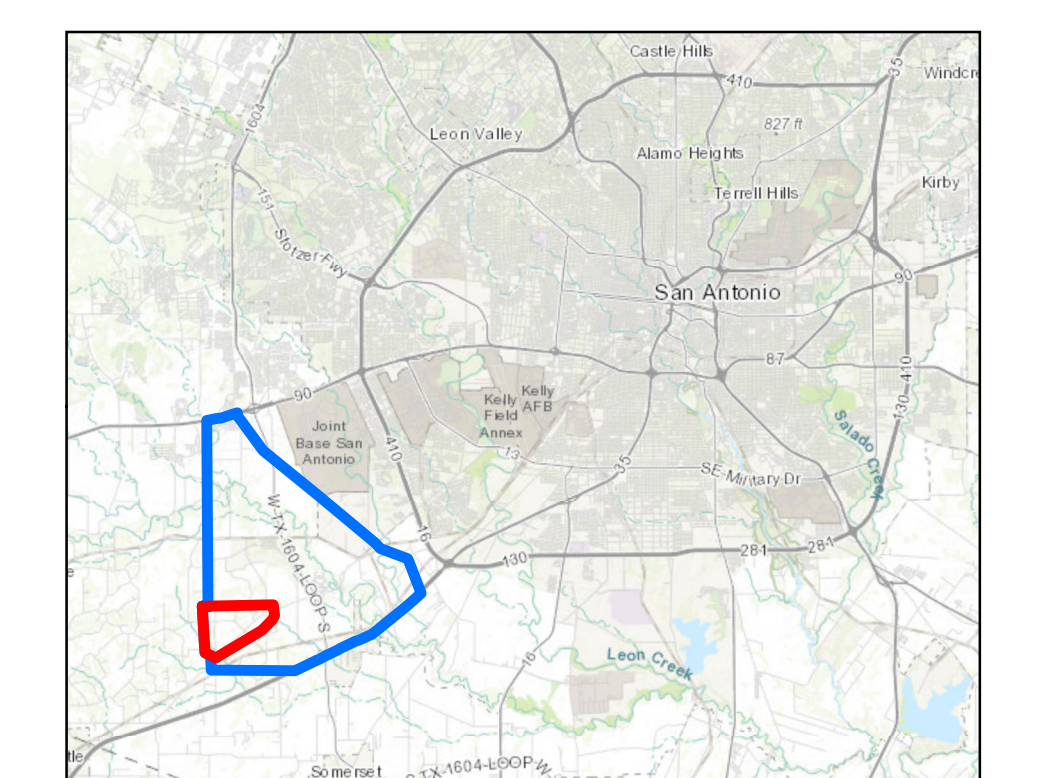 Castle Hills
35
Windcre
410
1604
827 ft
Leon Valley
Alamo Heights
Kirby
Terrell Hills
151
Stotzer Fwy
90
San Antonio
87
410
90
Kelly
AFB
Kelly
Field
Annex
130
Joint
Base San
Antonio
Salado Creek
410
13
35
SE Military Dr
W-TX-1604-LOOP-S
16
281
281
130
e
Leon Creek
16
tle
Somerset
TX-1604-LOOP-W